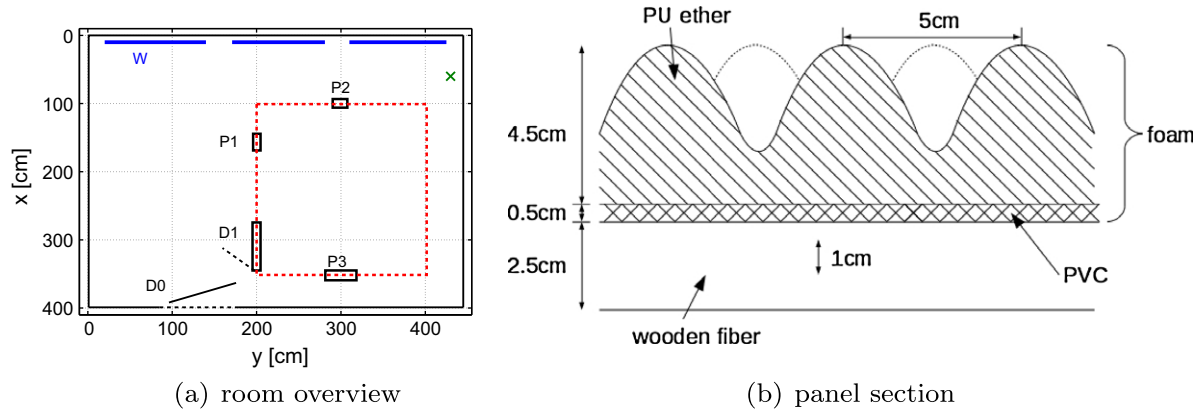 0
100
200
300
400
x [cm]
W
P2
P1
D1
P3
D0
0
100
200
300
400
y [cm]
(a) room overview
PU ether
5cm
4.5cm
foam
0.5cm
2.5cm
1cm
PVC
wooden fiber
(b) panel section